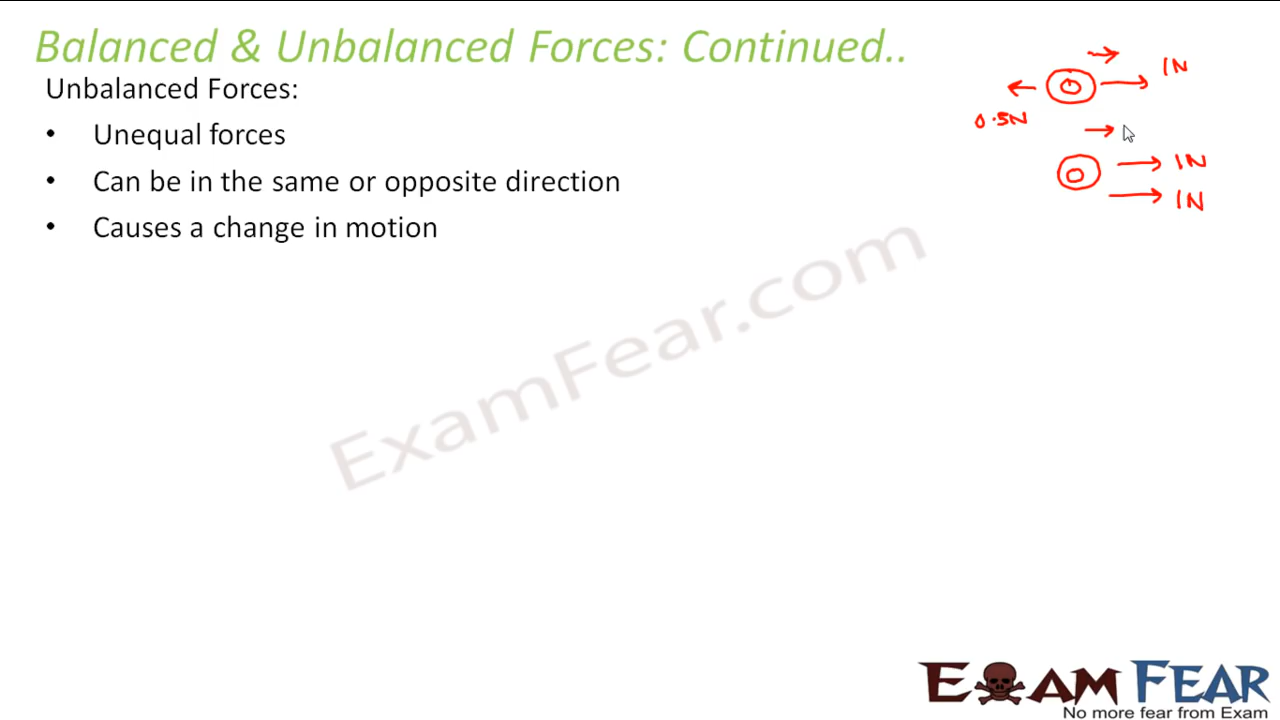 Balanced & Unbalanced Forces: Continued..
Unbalanced Forces:
• Unequal forces
• Can be in the same or opposite direction
• Causes a change in motion
1N
0.5N
1N
1N
ExamFear.com
EXAM FEAR
No more fear from Exam